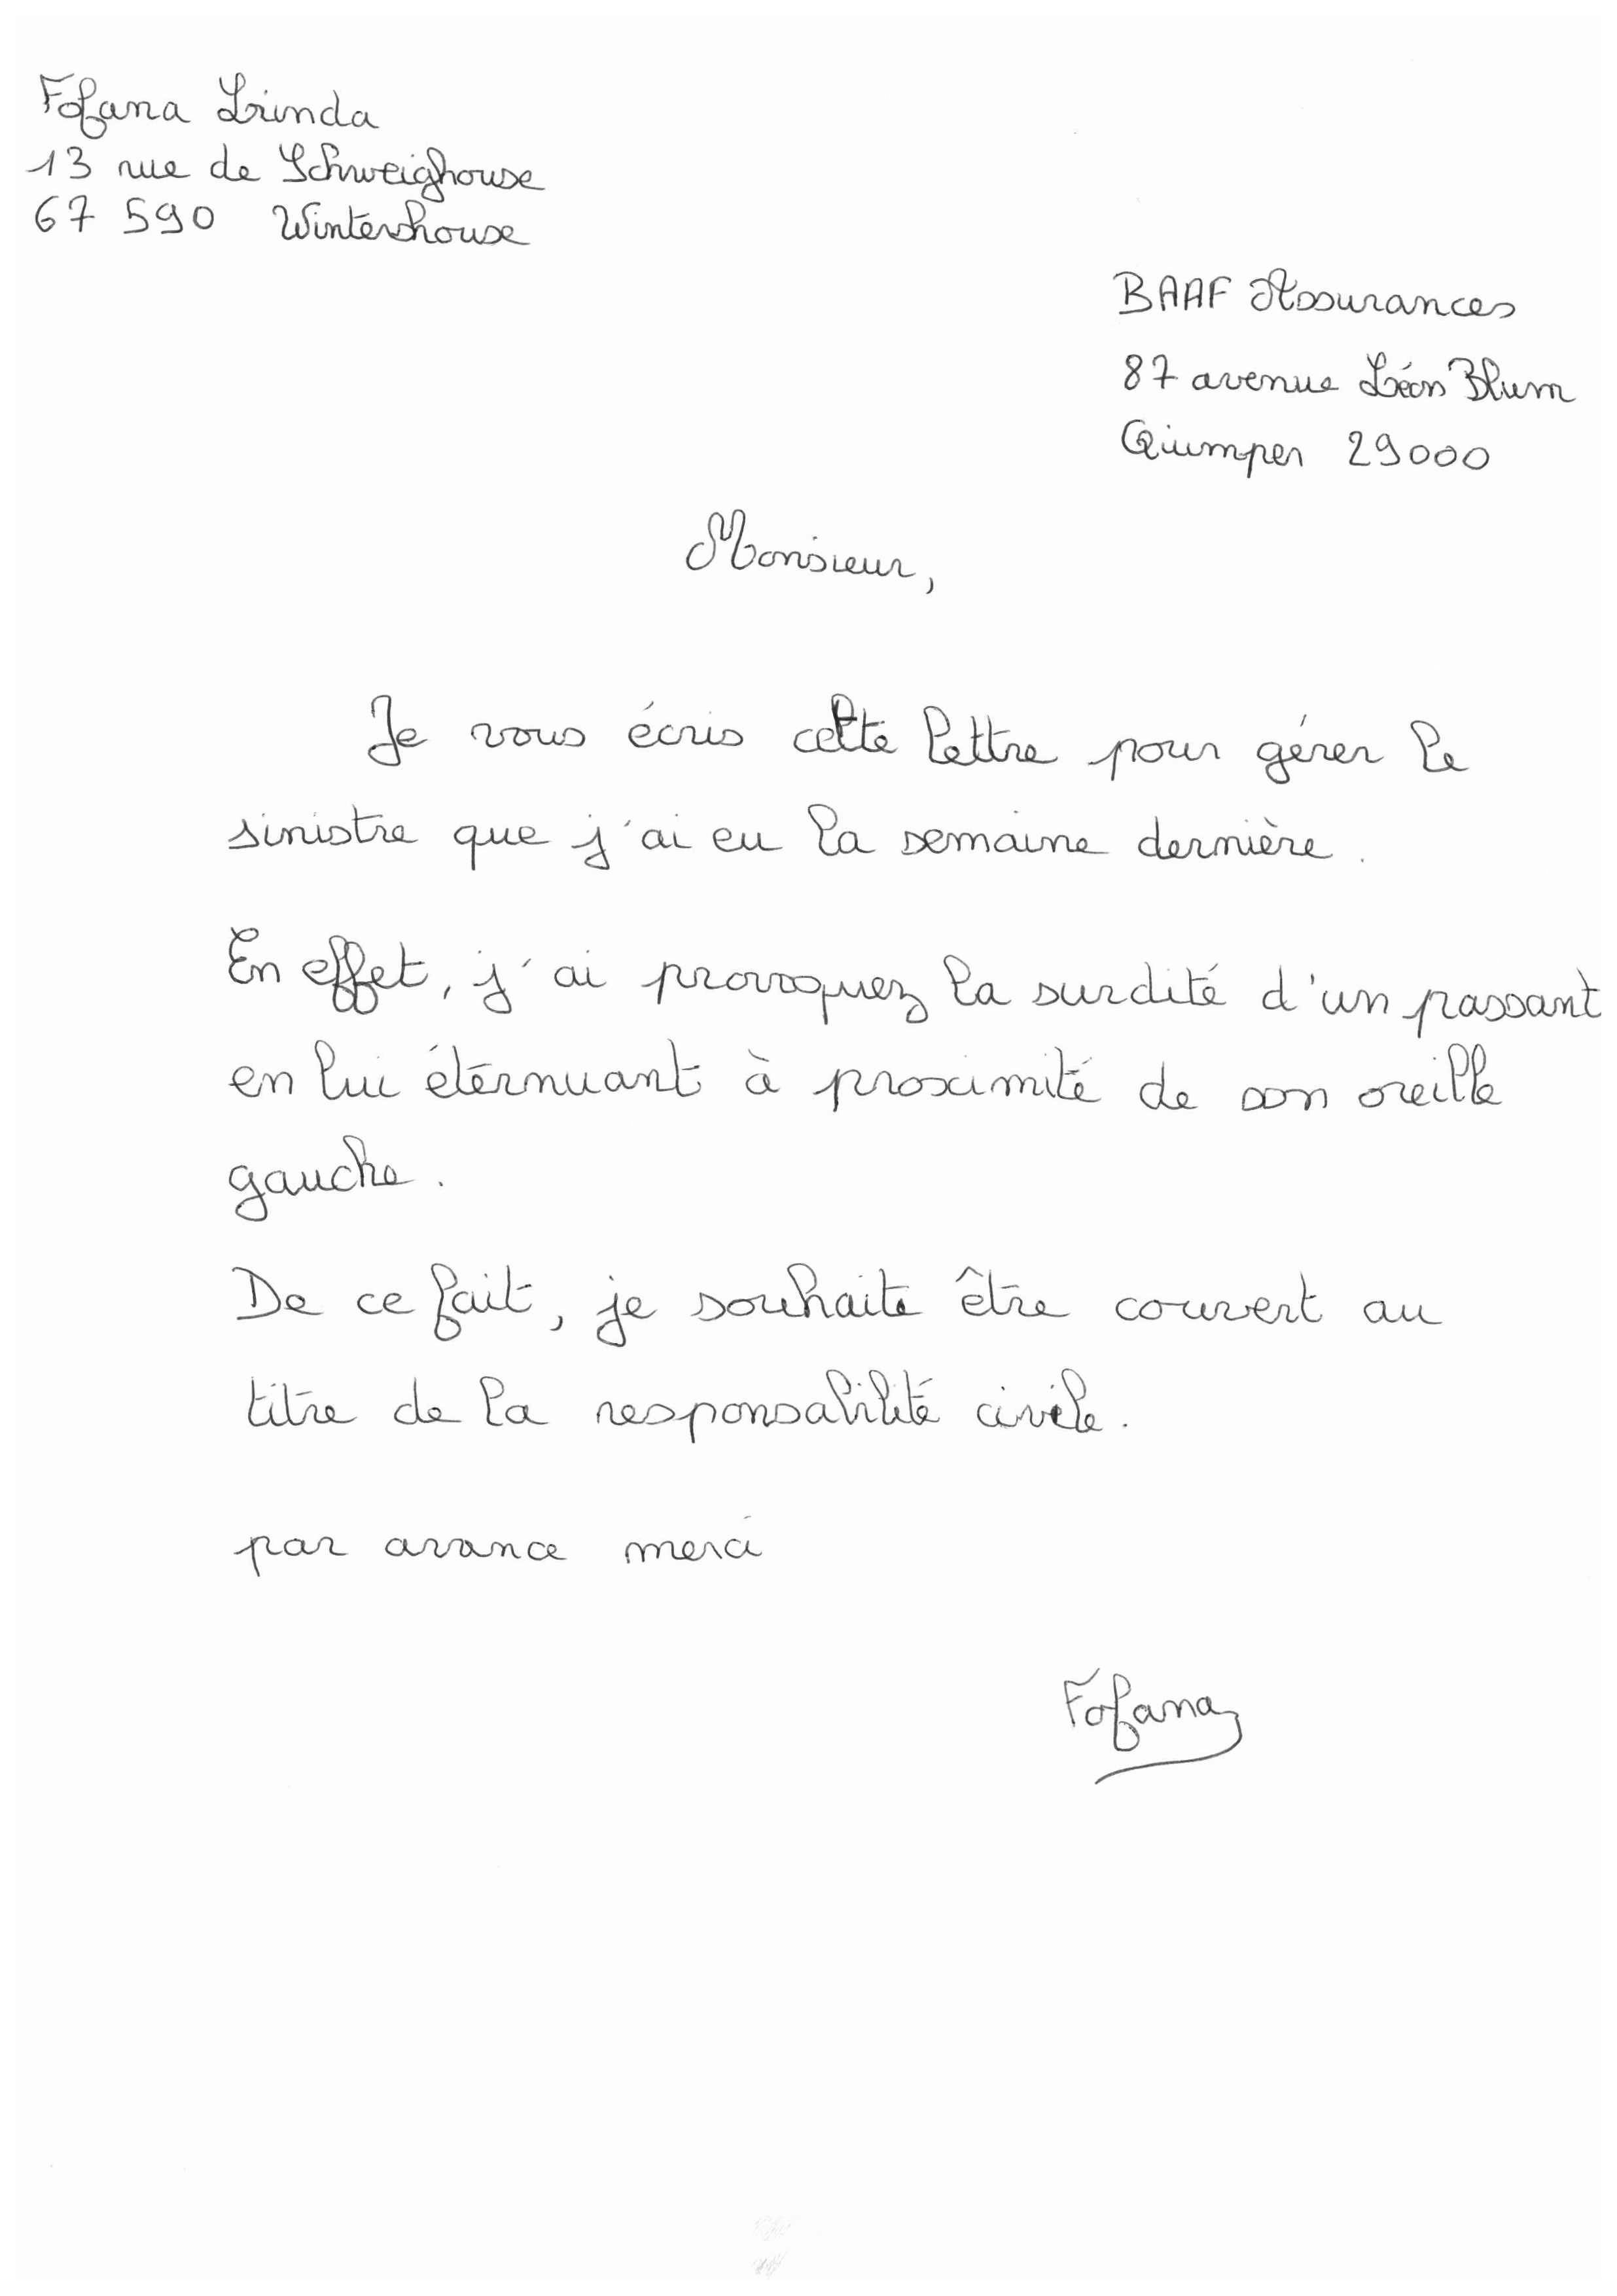 Fofana Linda
13 rue de Schweighouse
67 590 Wintershouse
BAAF Assurances
87 avenue Léon Blum
Qiumper 29000
Monsieur,
Je vous écris cette lettre pour gérer le
sinistre que j'ai eu la semaine dernière.
En effet, j'ai provoquez la surdité d'un passant
en lui éternuant à proximité de son oreille
gauche.
De ce fait, je souhaite être couvert au
titre de la responsabilité civile.
par avance merci
Fofana